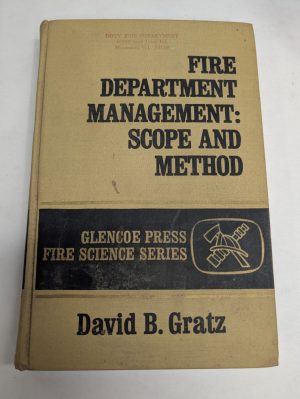 FIRE
DEPARTMENT
MANAGEMENT:
SCOPE AND
METHOD
GLENCOE PRESS
FIRE SCIENCE SERIES
David B. Gratz